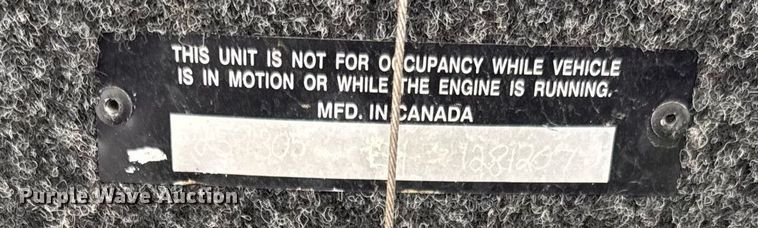 THIS UNIT IS NOT FOR OCCUPANCY WHILE VEHICLE
IS IN MOTION OR WHILE THE ENGINE IS RUNNING.
MFD. IN CANADA
Purple Wave Auction